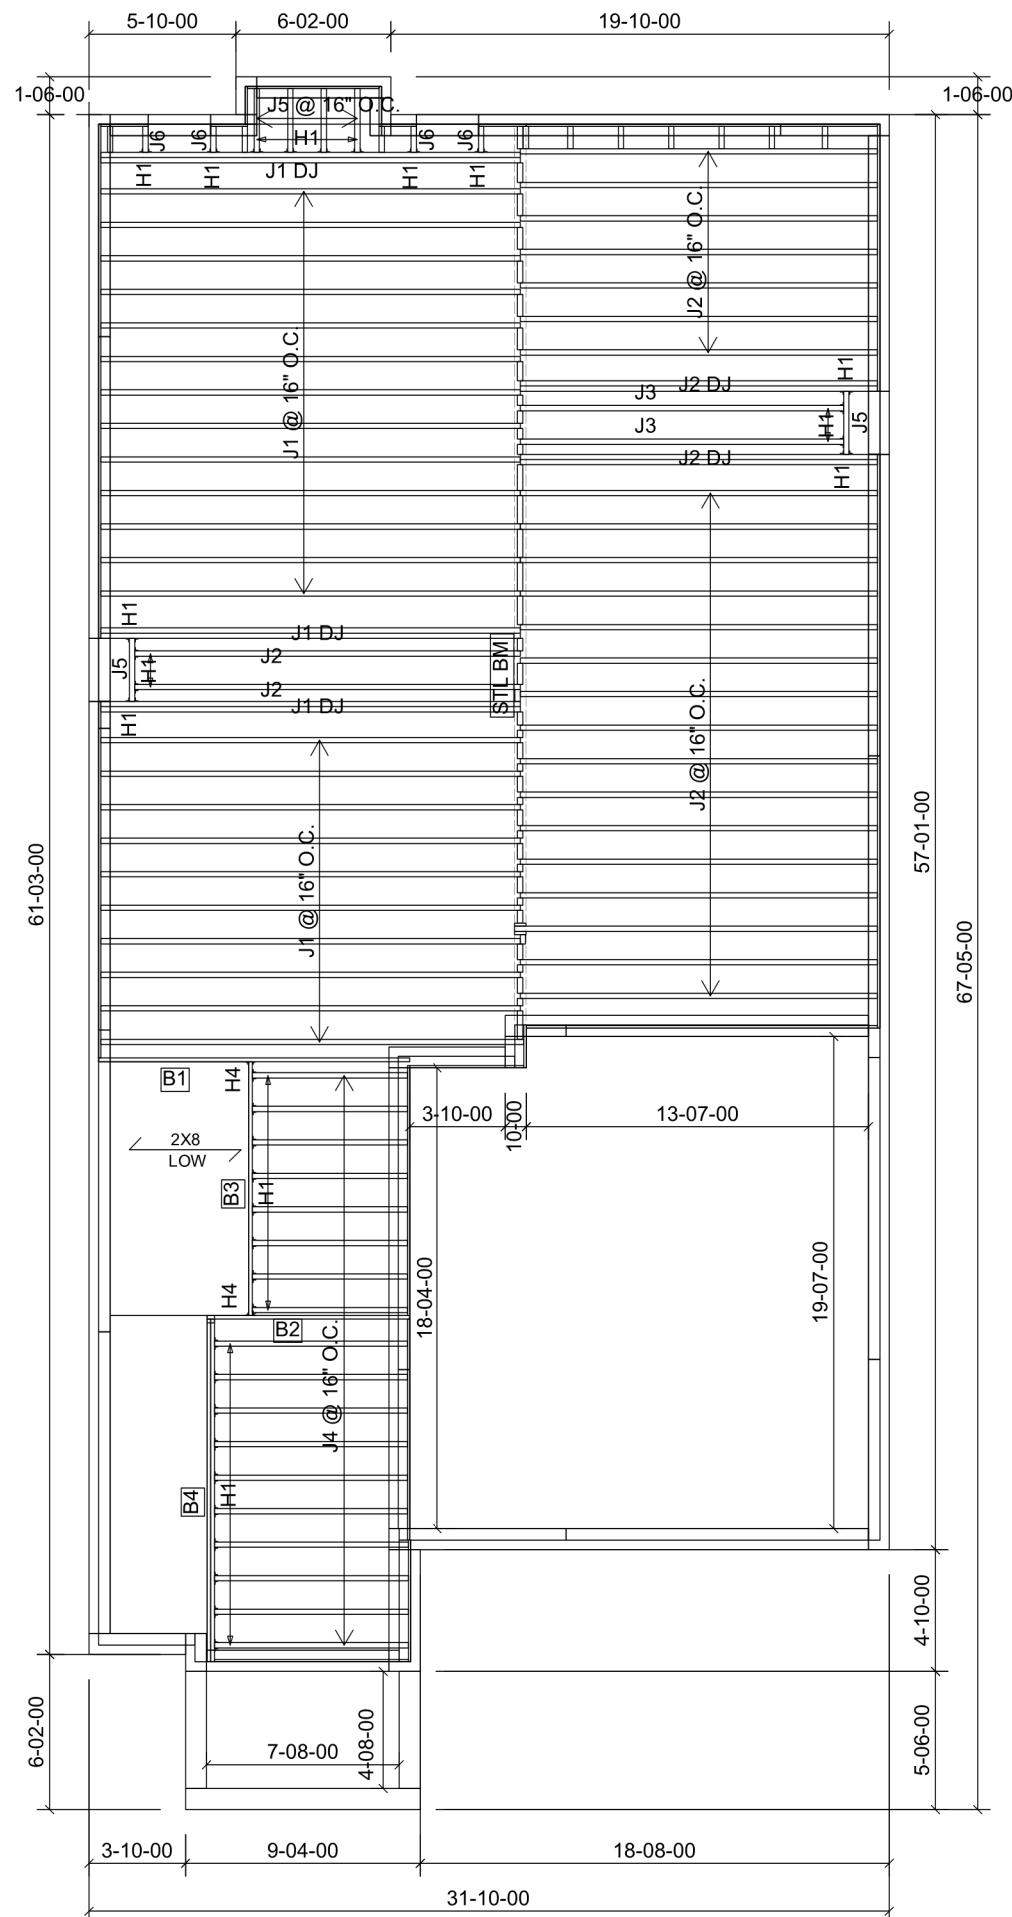 5-10-00
6-02-00
19-10-00
1-06-00
1-06-00
J5 @ 16" O.C.
H1
J6
J6
J6
J6
H1
H1
J1 DJ
H1
H1
J2 @ 16" O.C.
J1 @ 16" O.C.
H1
J2 DJ
J3
J3
H1
J5
J2 DJ
H1
H1
J1 DJ
J2
J5
H1
STL BM
J2
J1 DJ
H1
J2 @ 16" O.C.
J1 @ 16" O.C.
61-03-00
57-01-00
67-05-00
B1
H4
3-10-00
10-00
13-07-00
2X8
LOW
B3
H1
H4
18-04-00
19-07-00
B2
J4 @ 16" O.C.
B4
H1
4-10-00
6-02-00
7-08-00
4-08-00
5-06-00
3-10-00
9-04-00
18-08-00
31-10-00